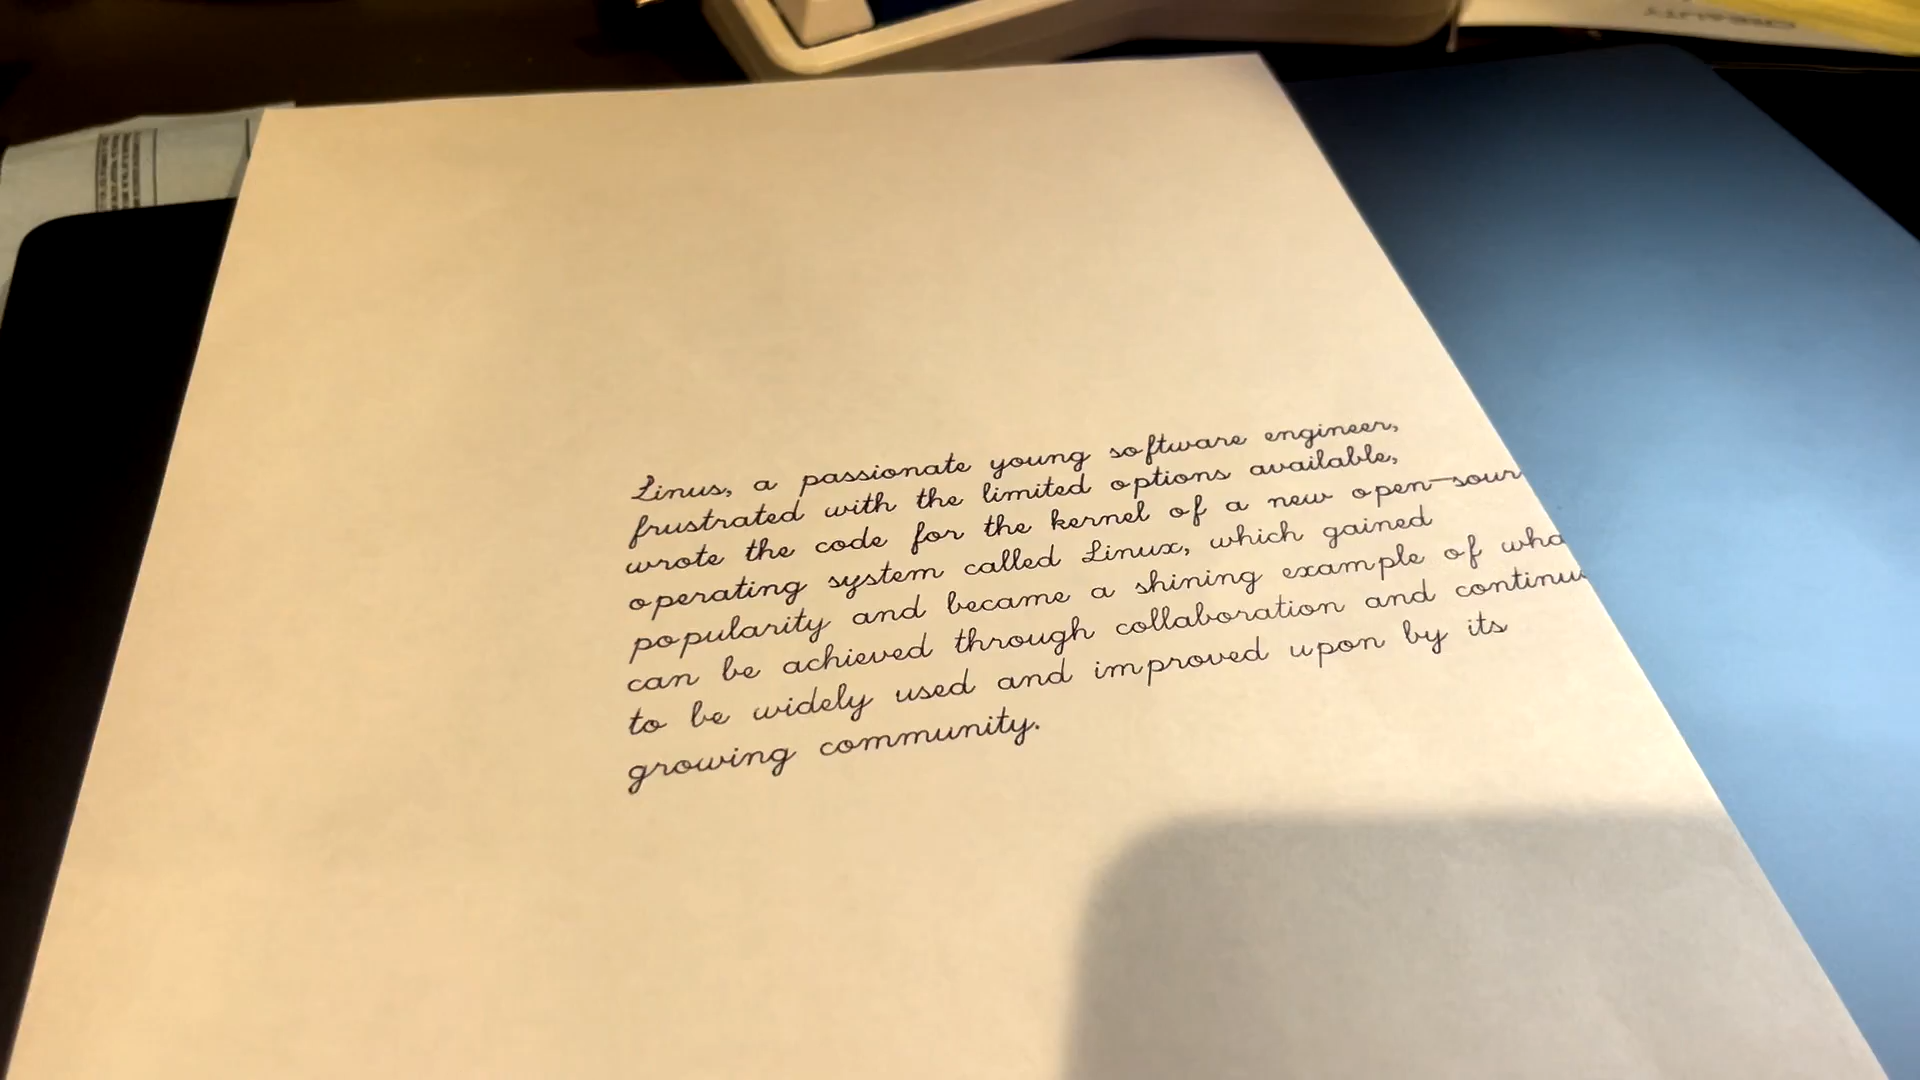 Linus, a passionate young software engineer,
frustrated with the limited options available,
wrote the code for the kernel of a new open-sour
operating system called Linux, which gained
popularity and became a shining example of wha
can be achieved through collaboration and continu
to be widely used and improved upon by its
growing community.